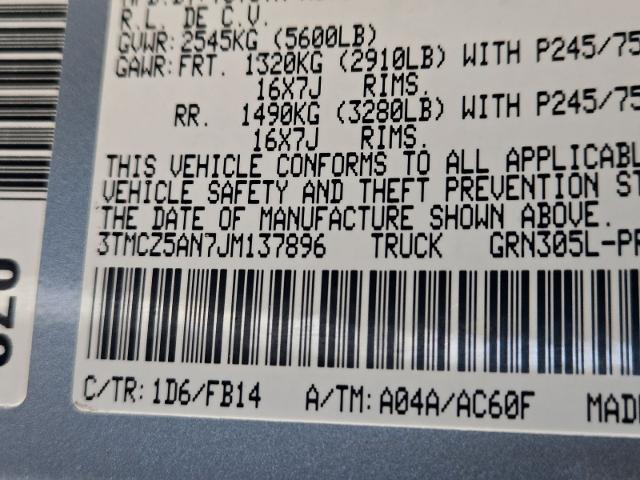 R.L. DE C.V.
GVWR: 2545KG (5600LB)
GAWR: FRT. 1320KG (2910LB) WITH P245/75
16X7J RIMS.
RR. 1490KG (3280LB) WITH P245/75
16X7J RIMS.
THIS VEHICLE CONFORMS TO ALL APPLICABL
VEHICLE SAFETY AND THEFT PREVENTION ST
THE DATE OF MANUFACTURE SHOWN ABOVE.
3TMCZ5AN7JM137896 TRUCK GRN305L-PR
C/TR: 1D6/FB14 A/TM: A04A/AC60F MADE